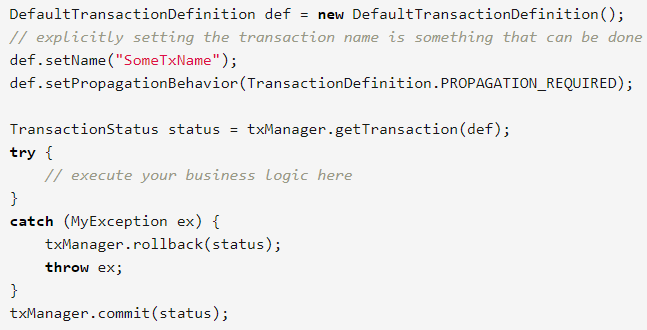 DefaultTransactionDefinition def = new DefaultTransactionDefinition();
// explicitly setting the transaction name is something that can be done
def.setName("SomeTxName");
def.setPropagationBehavior(TransactionDefinition.PROPAGATION_REQUIRED);
TransactionStatus status = txManager.getTransaction(def);
try {
    // execute your business logic here
}
catch (MyException ex) {
    txManager.rollback(status);
    throw ex;
}
txManager.commit(status);